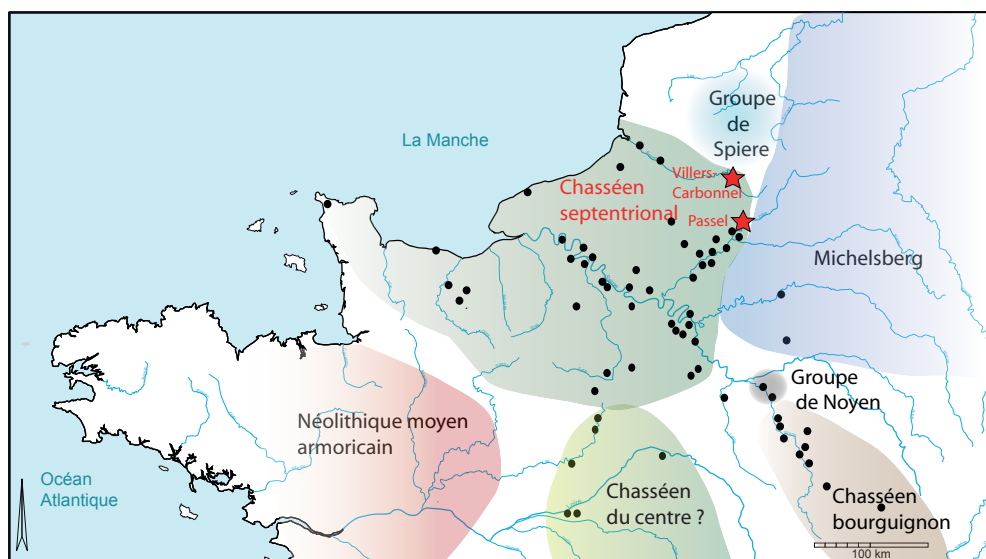 Groupe
de
Spiere
La Manche
Villers-
Carbonnel
Chasséen
septentrional
Passel
Michelsberg
Groupe
de Noyen
Néolithique moyen
armoricain
Océan
Atlantique
Chasséen
du centre ?
Chasséen
bourguignon
100 km